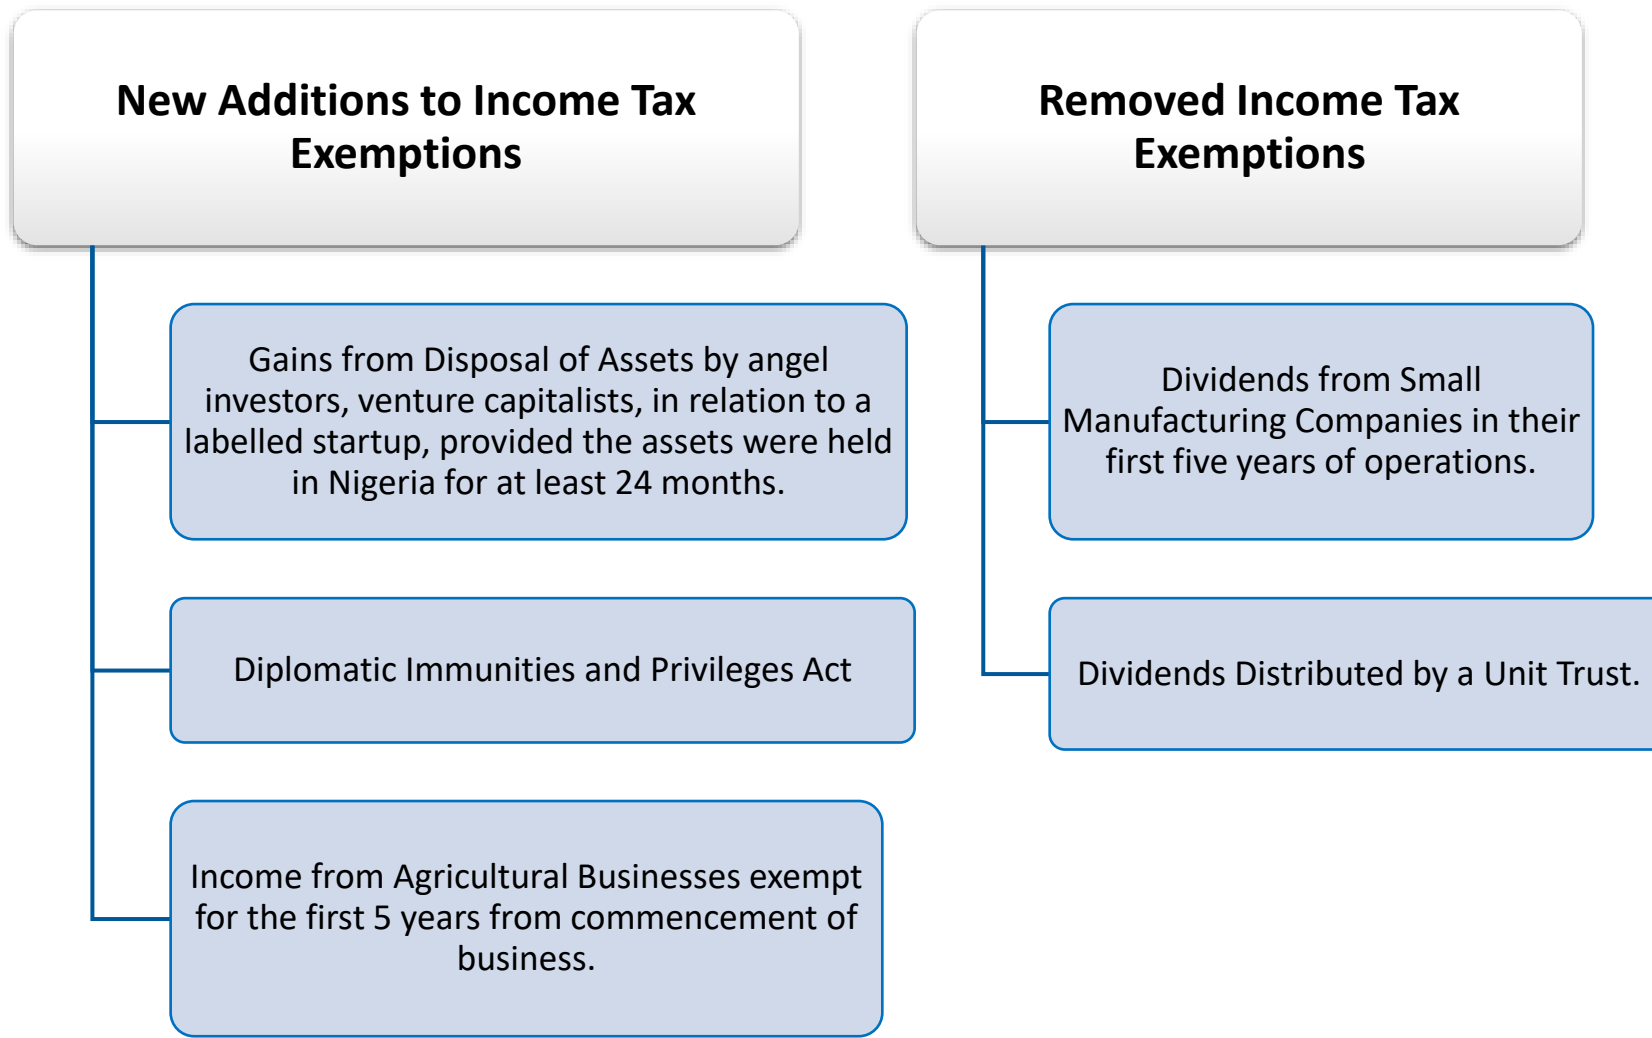 New Additions to Income Tax
Exemptions
Gains from Disposal of Assets by angel
investors, venture capitalists, in relation to a
labelled startup, provided the assets were held
in Nigeria for at least 24 months.
Diplomatic Immunities and Privileges Act
Income from Agricultural Businesses exempt
for the first 5 years from commencement of
business.
Removed Income Tax
Exemptions
Dividends from Small
Manufacturing Companies in their
first five years of operations.
Dividends Distributed by a Unit Trust.